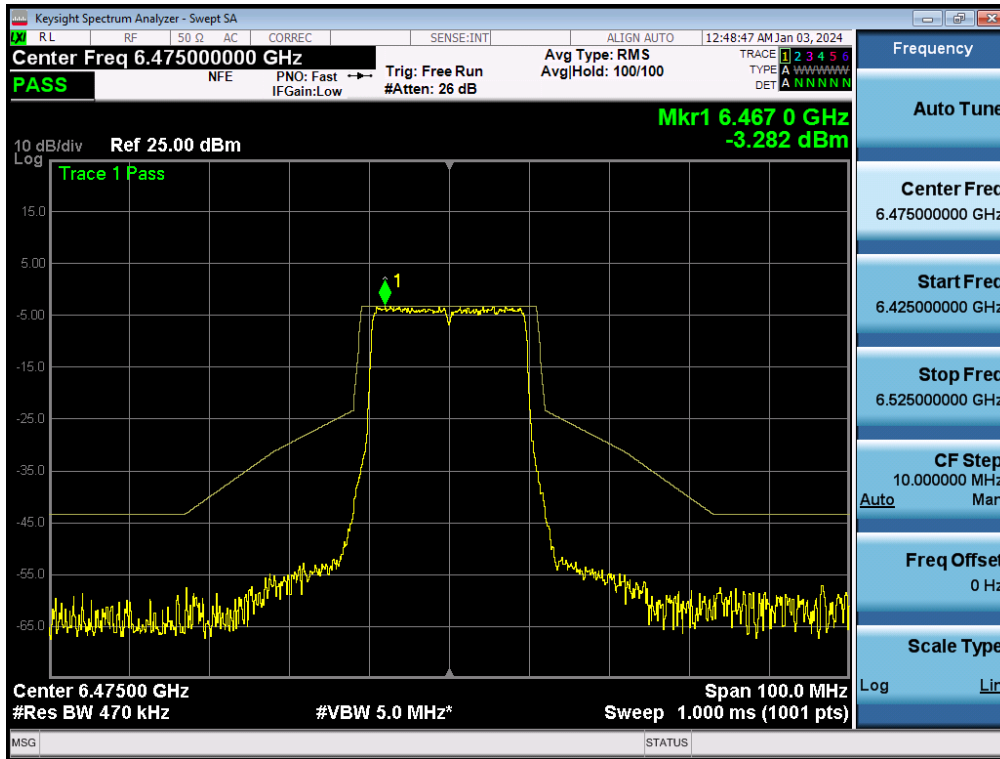 Keysight Spectrum Analyzer - Swept SA
LXI RL RF 50 Ω AC CORREC SENSE:INT ALIGN AUTO 12:48:47 AM Jan 03, 2024
Center Freq 6.475000000 GHz
PASS
NFE
PNO: Fast
IFGain:Low
Trig: Free Run
#Atten: 26 dB
Avg Type: RMS
Avg|Hold: 100/100
TRACE 1 2 3 4 5 6
TYPE A WWWWW
DET A N N N N N
Mkr1 6.467 0 GHz
-3.282 dBm
10 dB/div Ref 25.00 dBm
Log
Trace 1 Pass
15.0
5.00
-5.00
-15.0
-25.0
-35.0
-45.0
-55.0
-65.0
1
Center 6.47500 GHz Span 100.0 MHz
#Res BW 470 kHz #VBW 5.0 MHz* Sweep 1.000 ms (1001 pts)
MSG STATUS
Frequency
Auto Tune
Center Freq
6.475000000 GHz
Start Freq
6.425000000 GHz
Stop Freq
6.525000000 GHz
CF Step
10.000000 MHz
Auto Man
Freq Offset
0 Hz
Scale Type
Log Lin